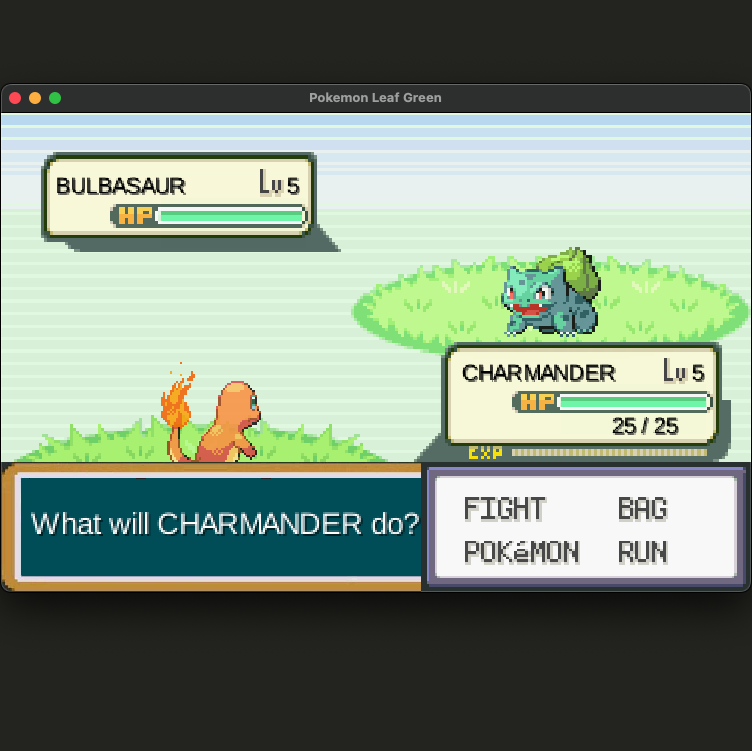 Pokemon Leaf Green
BULBASAUR Lv5
HP
CHARMANDER Lv5
HP
25 / 25
EXP
What will CHARMANDER do?
FIGHT BAG
POKéMON RUN